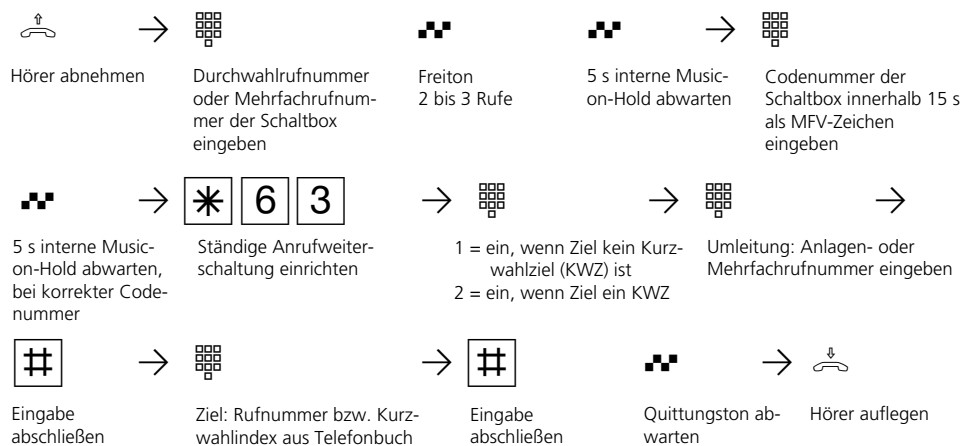 Hörer abnehmen
Durchwahlrufnummer
oder Mehrfachrufnum-
mer der Schaltbox
eingeben
Freiton
2 bis 3 Rufe
5 s interne Music-
on-Hold abwarten
Codenummer der
Schaltbox innerhalb 15 s
als MFV-Zeichen
eingeben
* 6 3
5 s interne Music-
on-Hold abwarten,
bei korrekter Code-
nummer
Ständige Anrufweiter-
schaltung einrichten
1 = ein, wenn Ziel kein Kurz-
wahlziel (KWZ) ist
2 = ein, wenn Ziel ein KWZ
Umleitung: Anlagen- oder
Mehrfachrufnummer eingeben
# #
Eingabe
abschließen
Ziel: Rufnummer bzw. Kurz-
wahlindex aus Telefonbuch
Eingabe
abschließen
Quittungston ab-
warten
Hörer auflegen